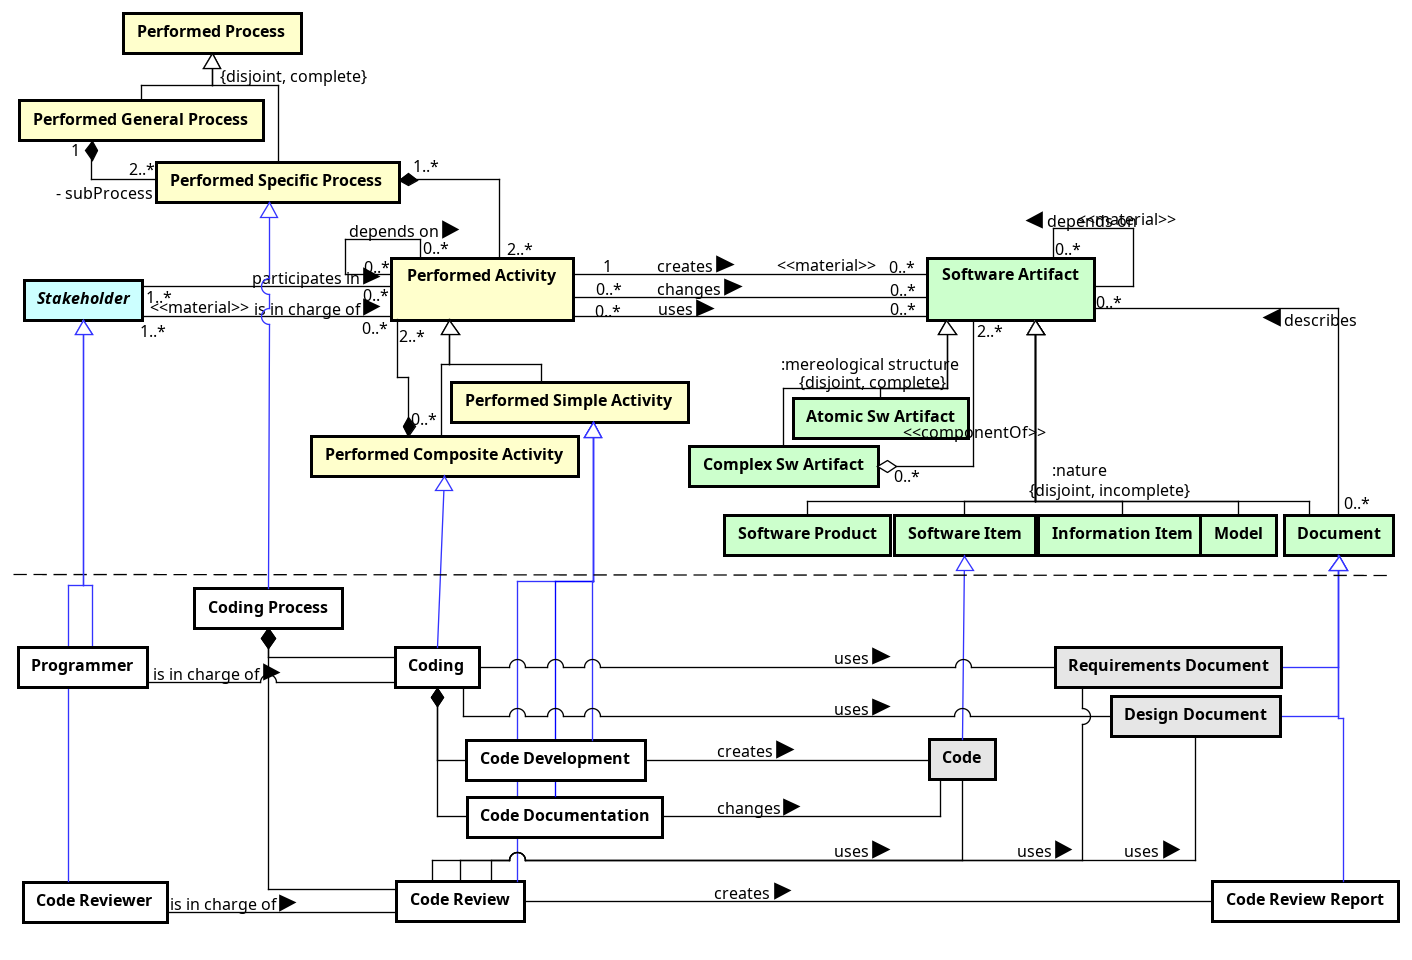 Performed Process
{disjoint, complete}
Performed General Process
1
2..*
- subProcess
Performed Specific Process
1..*
depends on
0..*
2..*
<<material>>
depends on
0..*
participates in
0..*
Performed Activity
1
creates
<<material>>
0..*
Software Artifact
Stakeholder
1..*
0..*
0..*
changes
0..*
0..*
<<material>>
is in charge of
0..*
uses
0..*
describes
1..*
0..*
2..*
2..*
:mereological structure
{disjoint, complete}
Performed Simple Activity
Atomic Sw Artifact
0..*
<<componentOf>>
Performed Composite Activity
Complex Sw Artifact
0..*
:nature
{disjoint, incomplete}
0..*
Software Product
Software Item
Information Item
Model
Document
Coding Process
Programmer
is in charge of
Coding
uses
Requirements Document
uses
Design Document
Code Development
creates
Code
Code Documentation
changes
uses
uses
uses
Code Reviewer
is in charge of
Code Review
creates
Code Review Report